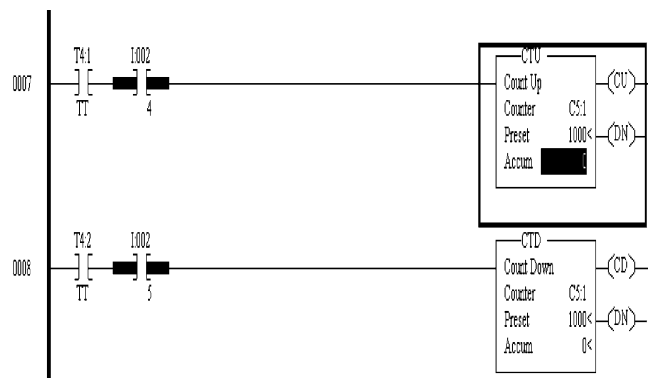 T4:1 I:002 CTU
0007 Count Up CU
TT 4 Counter C5:1
Preset 1000< DN
Accum 0
T4:2 I:002 CTD
0008 Count Down CD
TT 5 Counter C5:1
Preset 1000< DN
Accum 0<